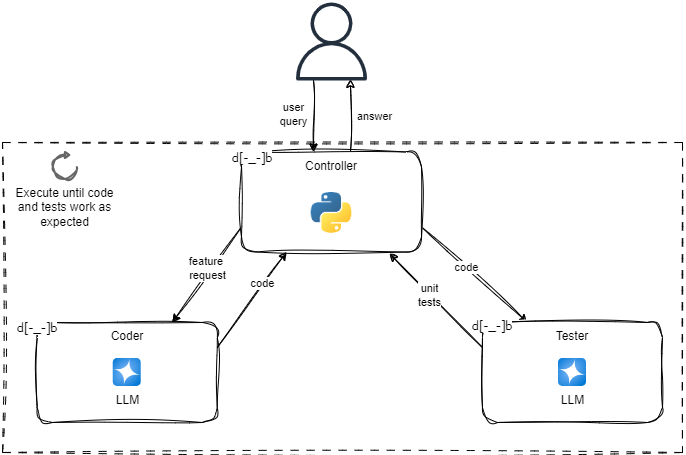 user
query
answer
d[-_-]b
Controller
Execute until code
and tests work as
expected
feature
request
code
code
unit
tests
d[-_-]b
Coder
LLM
d[-_-]b
Tester
LLM